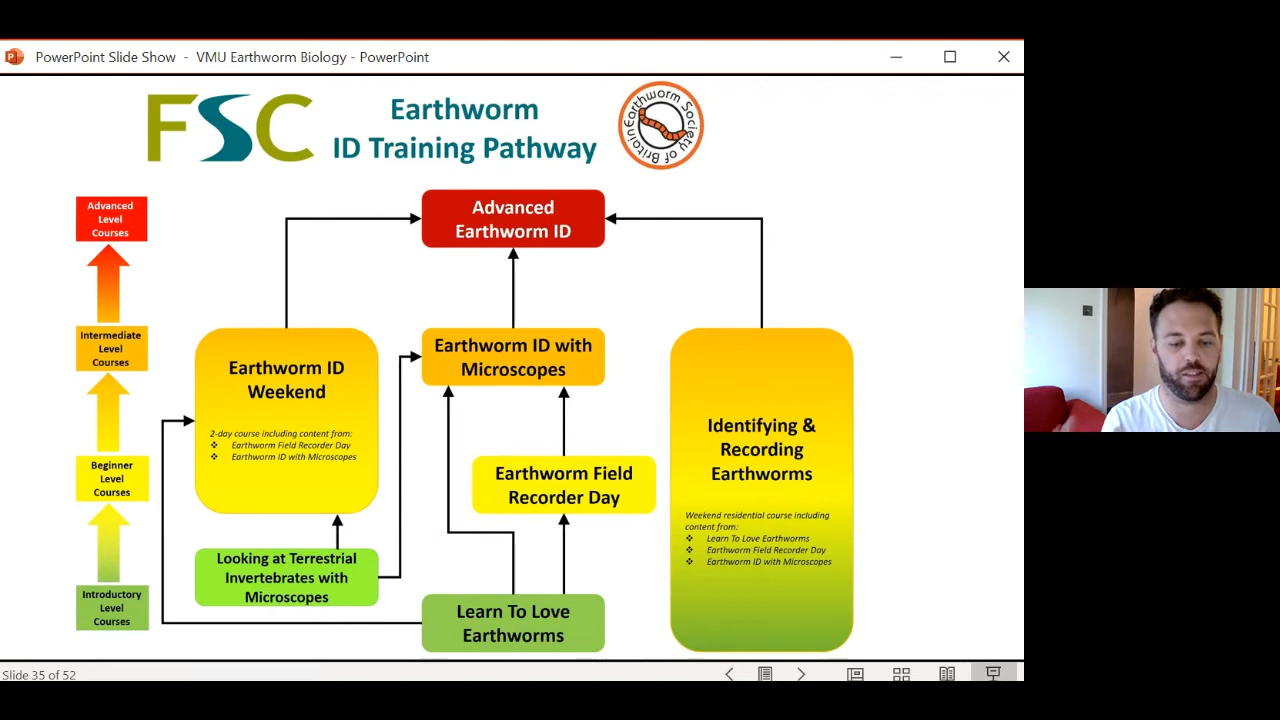 PowerPoint Slide Show - VMU Earthworm Biology - PowerPoint
FSC
Earthworm
ID Training Pathway
Earthworm Society of Britain
Advanced
Level
Courses
Advanced
Earthworm ID
Intermediate
Level
Courses
Earthworm ID
Weekend
2-day course including content from:
❖ Earthworm Field Recorder Day
❖ Earthworm ID with Microscopes
Earthworm ID with
Microscopes
Identifying &
Recording
Earthworms
Weekend residential course including
content from:
❖ Learn To Love Earthworms
❖ Earthworm Field Recorder Day
❖ Earthworm ID with Microscopes
Beginner
Level
Courses
Earthworm Field
Recorder Day
Looking at Terrestrial
Invertebrates with
Microscopes
Introductory
Level
Courses
Learn To Love
Earthworms
Slide 35 of 52